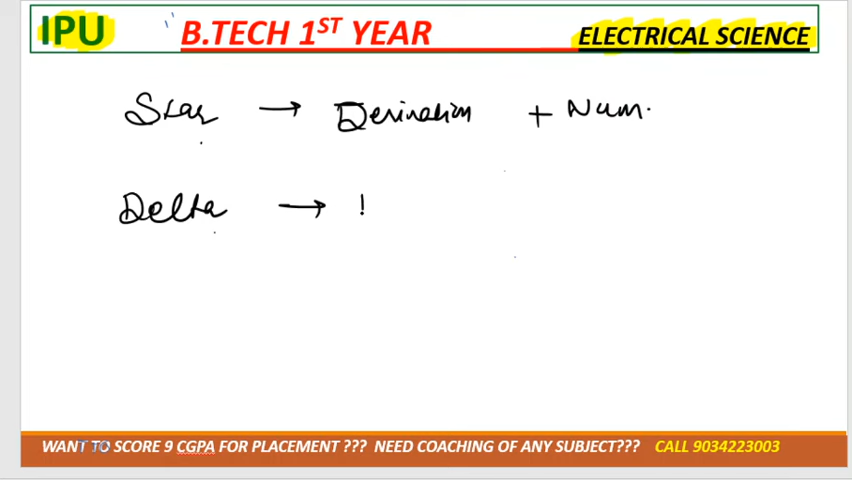 IPU B.TECH 1ST YEAR ELECTRICAL SCIENCE
Star → Derivation + Num.
Delta →
WANT TO SCORE 9 CGPA FOR PLACEMENT ??? NEED COACHING OF ANY SUBJECT??? CALL 9034223003